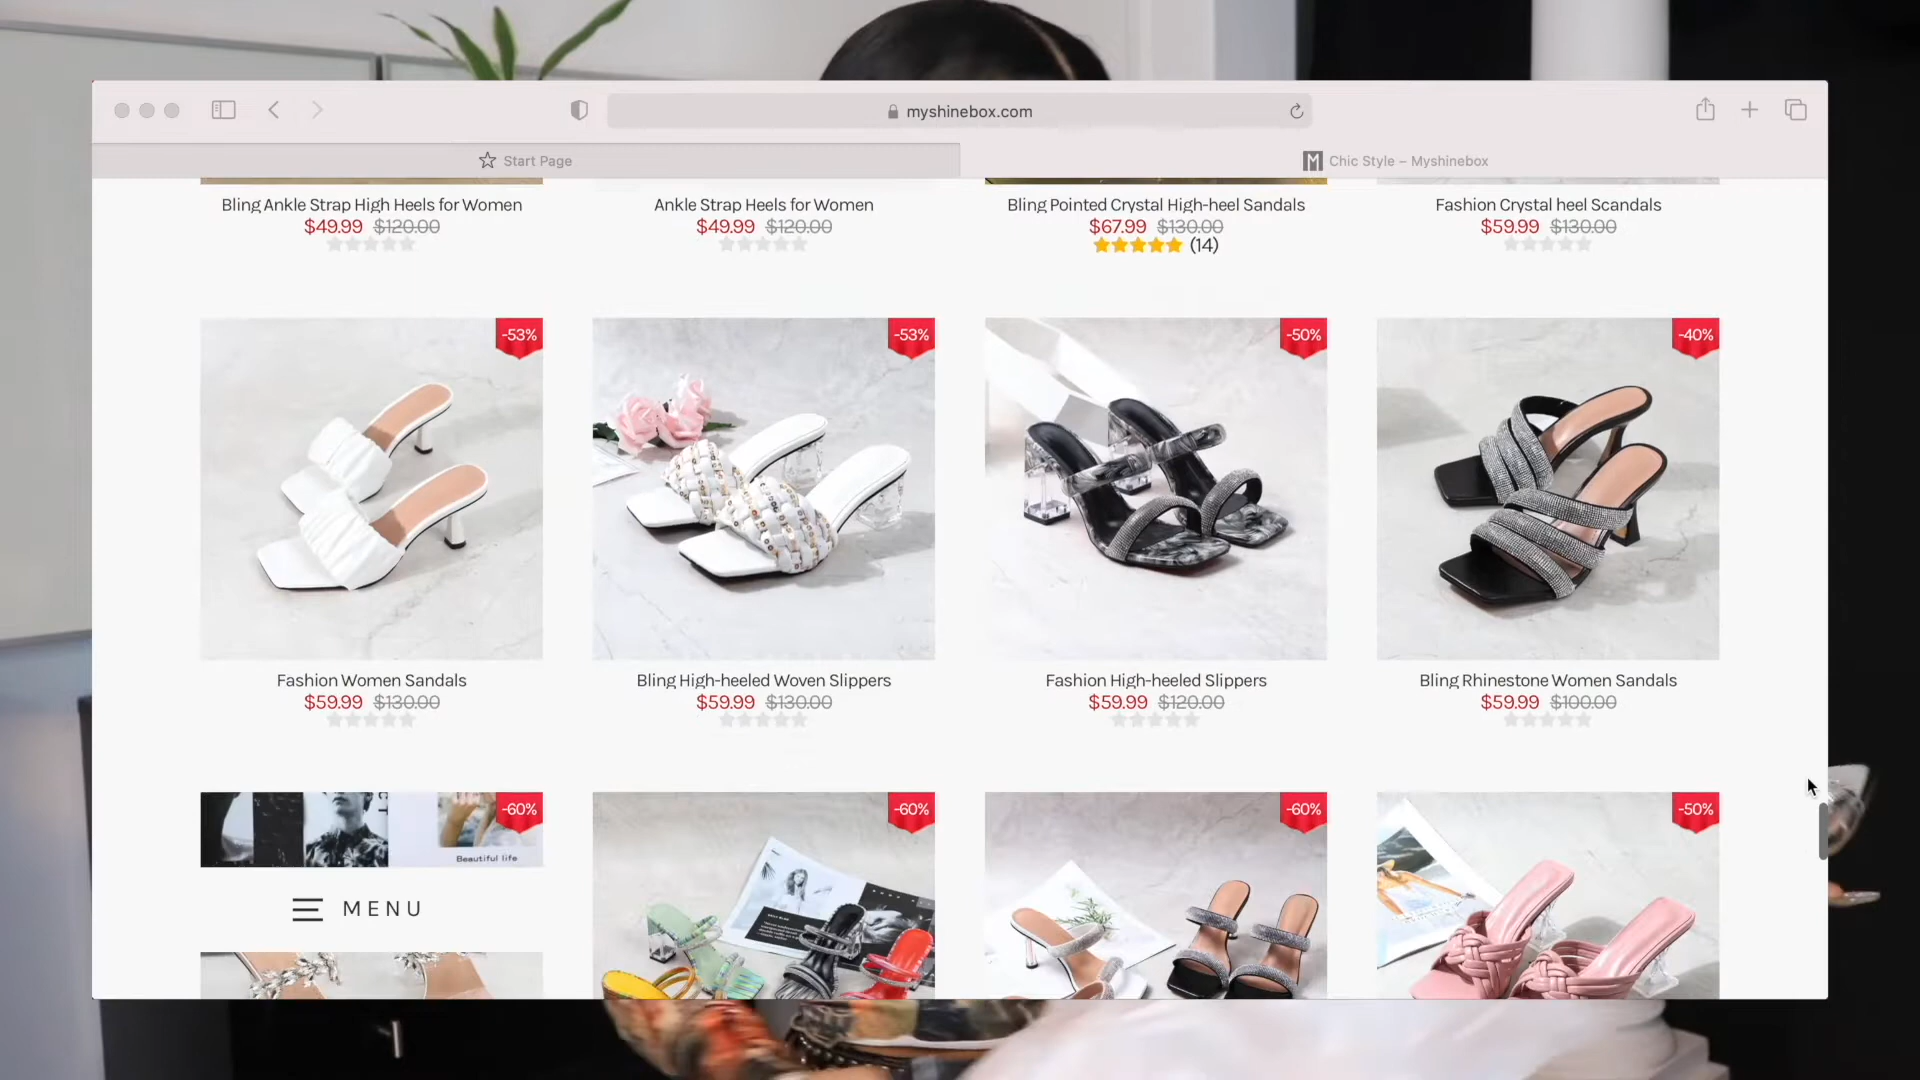 myshinebox.com
Start Page
Chic Style – Myshinebox
Bling Ankle Strap High Heels for Women
$49.99 $120.00
Ankle Strap Heels for Women
$49.99 $120.00
Bling Pointed Crystal High-heel Sandals
$67.99 $130.00
(14)
Fashion Crystal heel Scandals
$59.99 $130.00
-53%
Fashion Women Sandals
$59.99 $130.00
-53%
Bling High-heeled Woven Slippers
$59.99 $130.00
-50%
Fashion High-heeled Slippers
$59.99 $120.00
-40%
Bling Rhinestone Women Sandals
$59.99 $100.00
-60%
Beautiful life
MENU
-60%
-60%
-50%